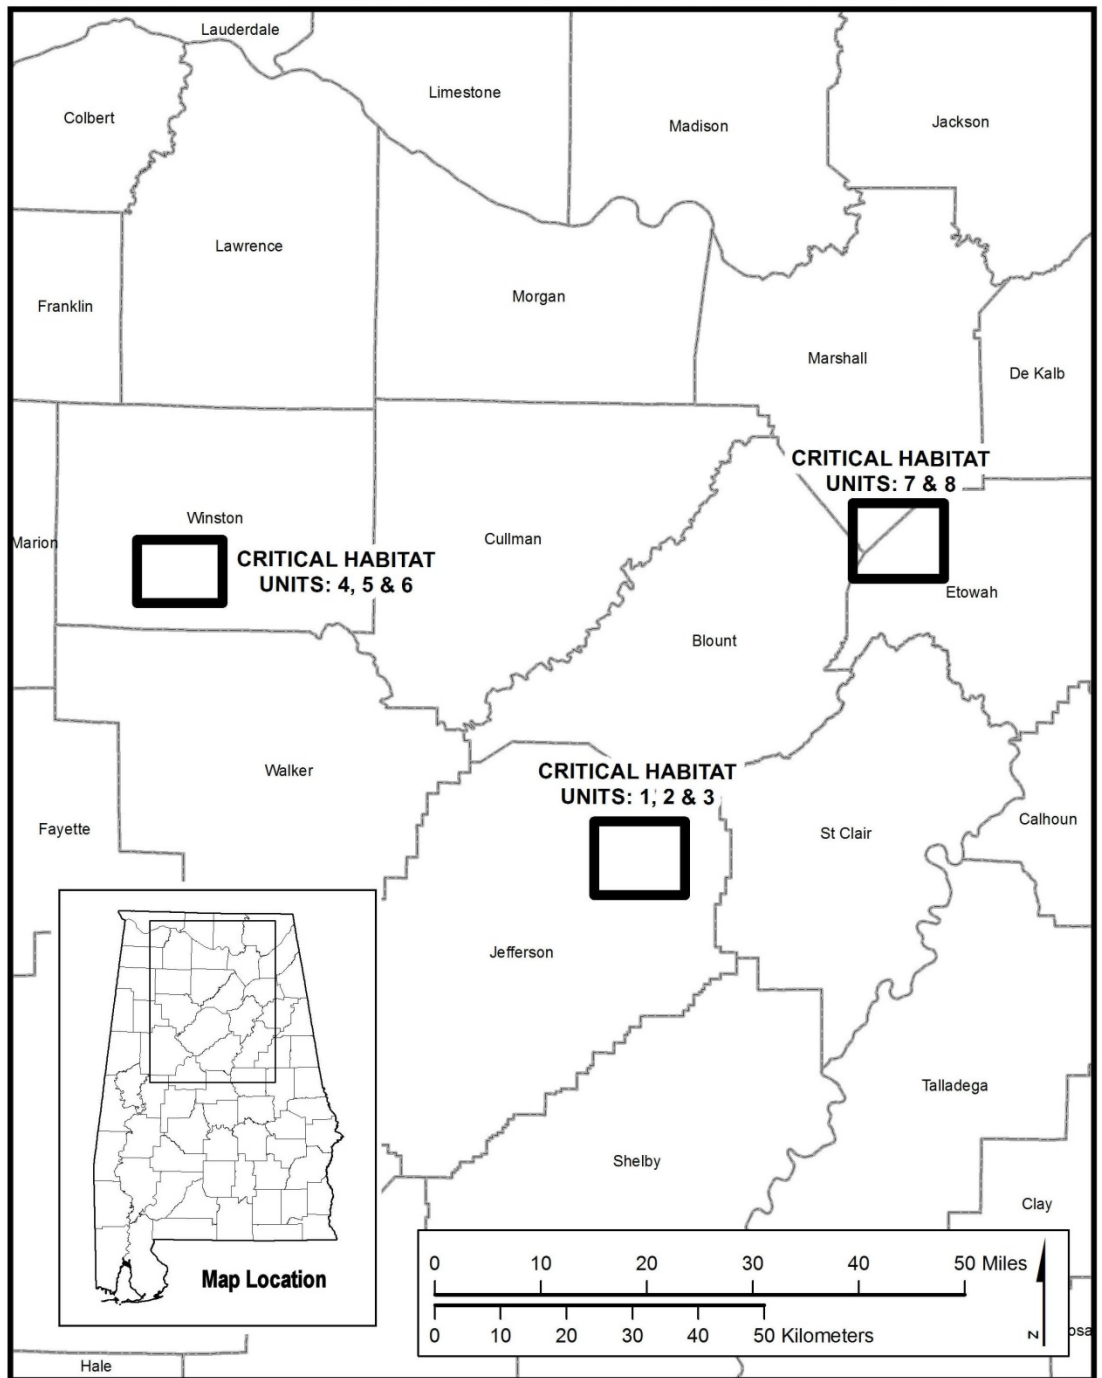 Lauderdale
Limestone
Colbert
Madison
Jackson
Lawrence
Franklin
Morgan
Marshall
De Kalb
CRITICAL HABITAT
UNITS: 7 & 8
Winston
Marion
Cullman
CRITICAL HABITAT
UNITS: 4, 5 & 6
Etowah
Blount
Walker
CRITICAL HABITAT
UNITS: 1, 2 & 3
Fayette
St Clair
Calhoun
Jefferson
Talladega
Shelby
Clay
Map Location
0 10 20 30 40 50 Miles
0 10 20 30 40 50 Kilometers
N
osa
Hale